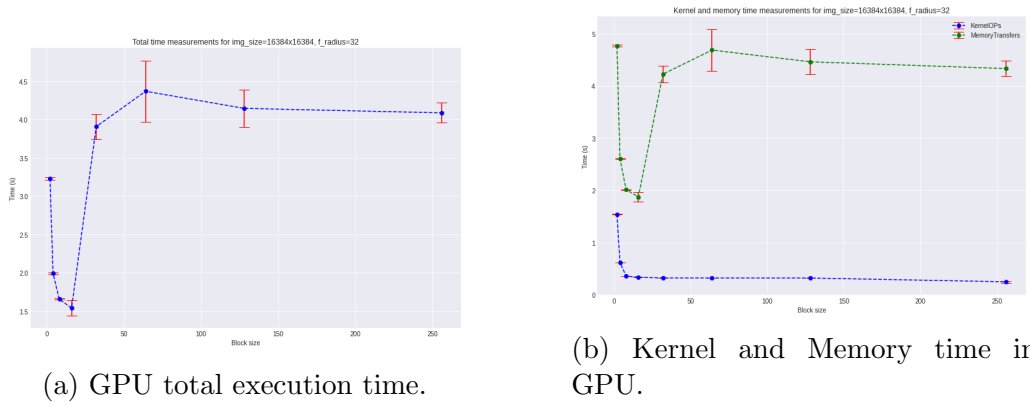 Total time measurements for img_size=16384x16384, f_radius=32
4.5
4.0
3.5
3.0
2.5
2.0
1.5
Time (s)
0
50
100
150
200
250
Block size
(a) GPU total execution time.
Kernel and memory time measurements for img_size=16384x16384, f_radius=32
KernelOPs
MemoryTransfers
5
4
3
2
1
0
Time (s)
0
50
100
150
200
250
Block size
(b) Kernel and Memory time in
GPU.